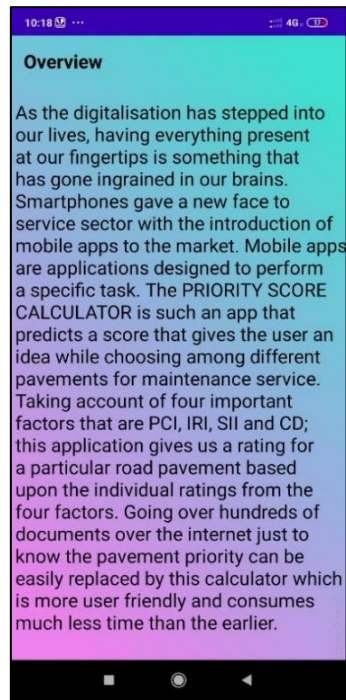 10:18
4G 17
Overview
As the digitalisation has stepped into
our lives, having everything present
at our fingertips is something that
has gone ingrained in our brains.
Smartphones gave a new face to
service sector with the introduction of
mobile apps to the market. Mobile apps
are applications designed to perform
a specific task. The PRIORITY SCORE
CALCULATOR is such an app that
predicts a score that gives the user an
idea while choosing among different
pavements for maintenance service.
Taking account of four important
factors that are PCI, IRI, SII and CD;
this application gives us a rating for
a particular road pavement based
upon the individual ratings from the
four factors. Going over hundreds of
documents over the internet just to
know the pavement priority can be
easily replaced by this calculator which
is more user friendly and consumes
much less time than the earlier.